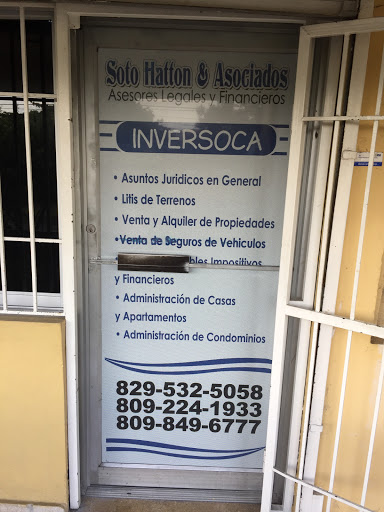 Soto Hatton & Asociados
Asesores Legales y Financieros
INVERSOCA
• Asuntos Juridicos en General
• Litis de Terrenos
• Venta y Alquiler de Propiedades
•Venta de Seguros de Vehiculos
Impositivos
y Financieros
• Administración de Casas
y Apartamentos
• Administración de Condominios
829-532-5058
809-224-1933
809-849-6777